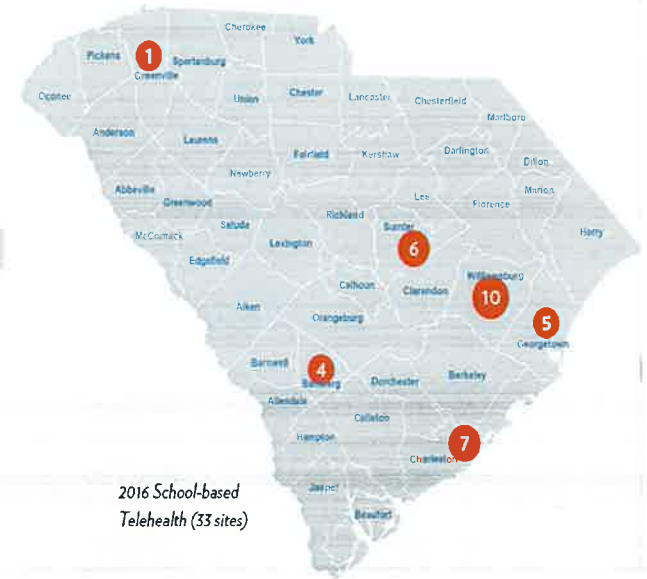 Cherokee
York
Pickens
1
Spartanburg
Greenville
Oconee
Union
Chester
Lancaster
Chesterfield
Marlboro
Anderson
Laurens
Fairfield
Kershaw
Darlington
Dillon
Newberry
Abbeville
Greenwood
Lee
Florence
Marion
McCormick
Saluda
Richland
Sumter
Horry
Lexington
6
Edgefield
Calhoun
Clarendon
Williamsburg
10
Aiken
Orangeburg
5
Georgetown
Barnwell
4
Bamberg
Dorchester
Berkeley
Allendale
Colleton
Hampton
7
Charleston
Jasper
Beaufort
2016 School-based
Telehealth (33 sites)